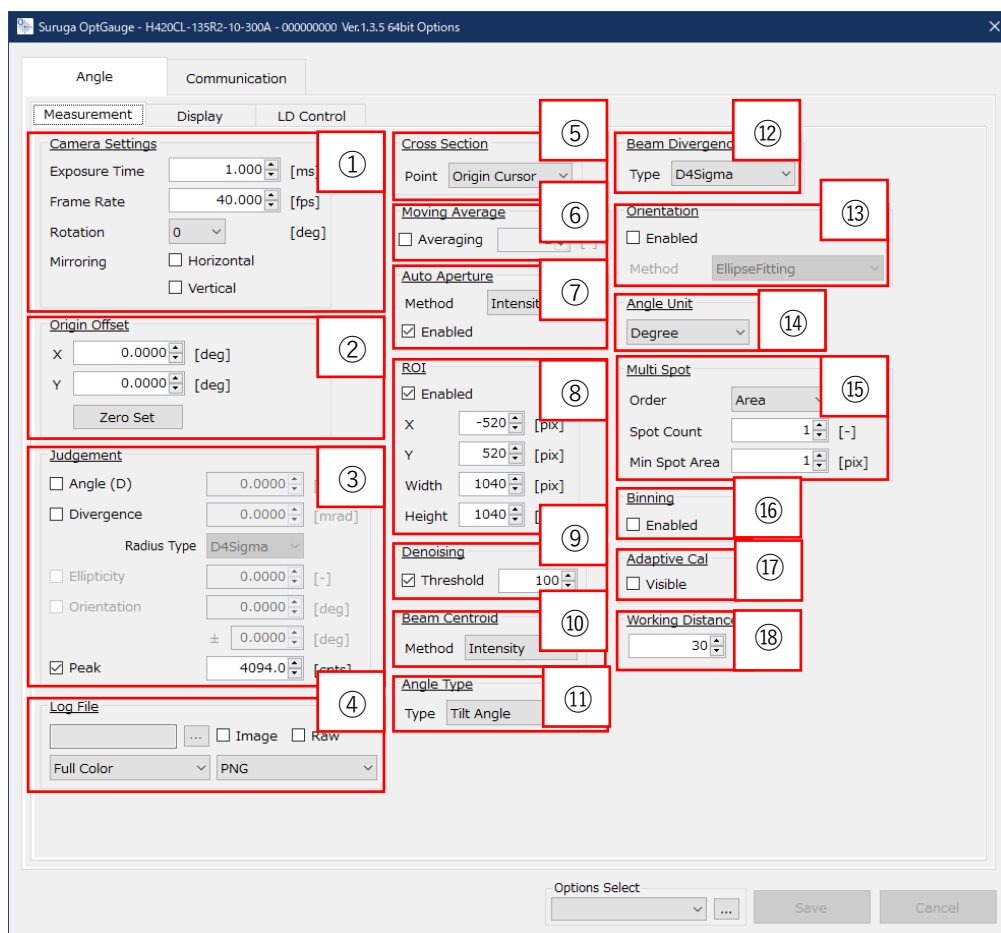 Suruga OptGauge - H420CL-135R2-10-300A - 000000000 Ver.1.3.5 64bit Options
Angle
Communication
Measurement
Display
LD Control
Camera Settings
①
Exposure Time 1.000 [ms]
Frame Rate 40.000 [fps]
Rotation 0 [deg]
Mirroring Horizontal
Vertical
Origin Offset
②
X 0.0000 [deg]
Y 0.0000 [deg]
Zero Set
Judgement
③
Angle (D) 0.0000
Divergence 0.0000 [mrad]
Radius Type D4Sigma
Ellipticity 0.0000 [-]
Orientation 0.0000 [deg]
± 0.0000 [deg]
Peak 4094.0 [cnts]
Log File
④
... Image Raw
Full Color PNG
Cross Section
⑤
Point Origin Cursor
Moving Average
⑥
Averaging
Auto Aperture
⑦
Method Intensit
Enabled
ROI
⑧
Enabled
X -520 [pix]
Y 520 [pix]
Width 1040 [pix]
Height 1040
Denoising
⑨
Threshold 100
Beam Centroid
⑩
Method Intensity
Angle Type
⑪
Type Tilt Angle
Beam Divergenc
⑫
Type D4Sigma
Orientation
⑬
Enabled
Method EllipseFitting
Angle Unit
⑭
Degree
Multi Spot
⑮
Order Area
Spot Count 1 [-]
Min Spot Area 1 [pix]
Binning
⑯
Enabled
Adaptive Cal
⑰
Visible
Working Distance
⑱
30
Options Select
...
Save
Cancel